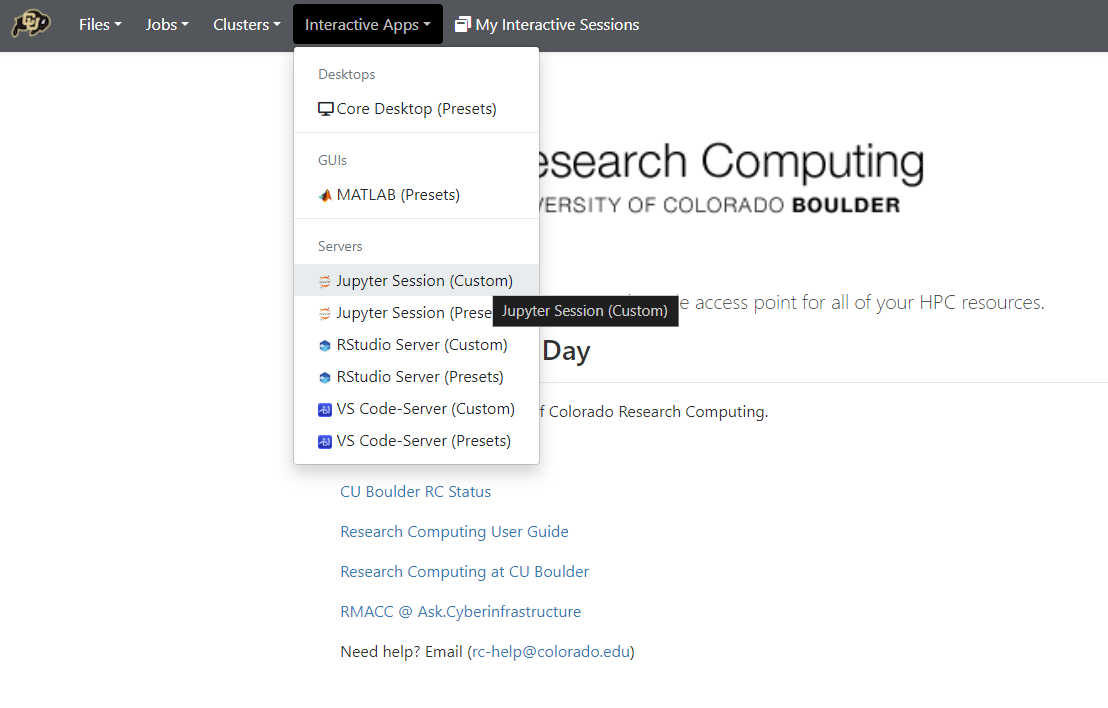 Files Jobs Clusters Interactive Apps My Interactive Sessions
Desktops
Core Desktop (Presets)
GUIs
MATLAB (Presets)
Servers
Jupyter Session (Custom)
Jupyter Session (Prese
Jupyter Session (Custom)
RStudio Server (Custom)
RStudio Server (Presets)
VS Code-Server (Custom)
VS Code-Server (Presets)
esearch Computing
VERSITY OF COLORADO BOULDER
access point for all of your HPC resources.
Day
of Colorado Research Computing.
CU Boulder RC Status
Research Computing User Guide
Research Computing at CU Boulder
RMACC @ Ask.Cyberinfrastructure
Need help? Email (rc-help@colorado.edu)